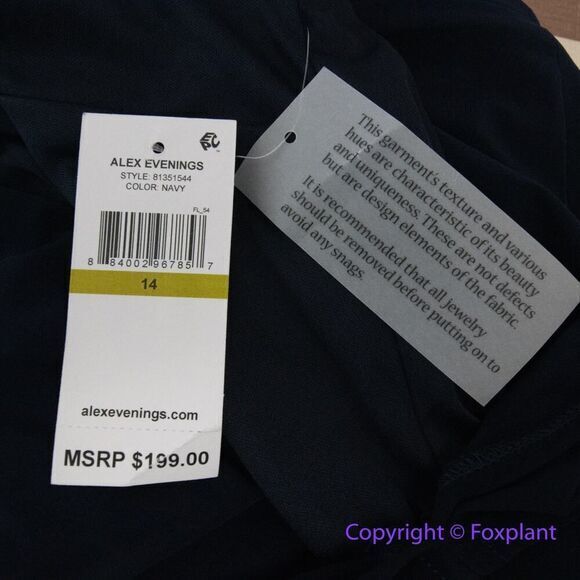 ALEX EVENINGS
STYLE: 81351544
COLOR: NAVY
FL_54
8 84002 96785 7
14
alexevenings.com
MSRP $199.00
This garment's texture and various
hues are characteristic of its beauty
and uniqueness. These are not defects
but are design elements of the fabric.
It is recommended that all jewelry
should be removed before putting on to
avoid any snags.
Copyright © Foxplant